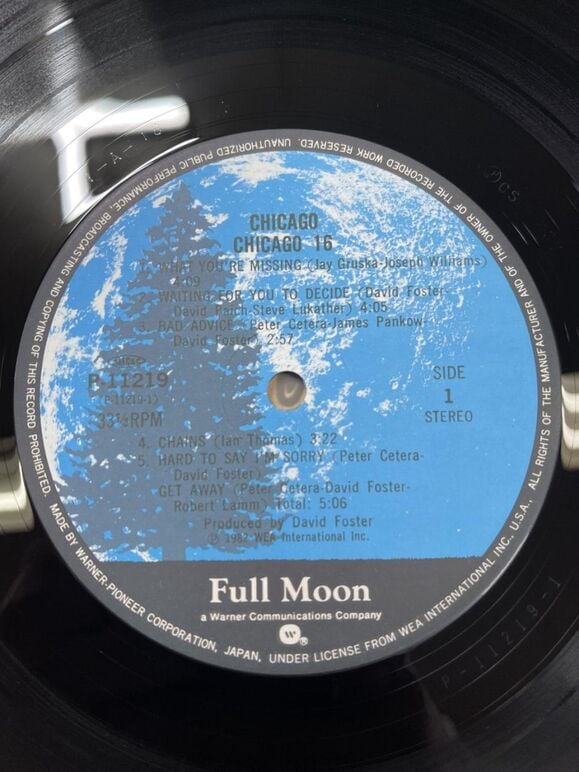 CHICAGO
CHICAGO 16
1. WHAT YOU'RE MISSING (Jay Gruska-Joseph Williams)
4:09
2. WAITING FOR YOU TO DECIDE (David Foster-
David Paich-Steve Lukather) 4:05
3. BAD ADVICE (Peter Cetera-James Pankow-
David Foster) 2:57
P-11219
(P-11219-1)
33⅓RPM
SIDE
1
STEREO
4. CHAINS (Ian Thomas) 3:22
5. HARD TO SAY I'M SORRY (Peter Cetera-
David Foster)
GET AWAY (Peter Cetera-David Foster-
Robert Lamm) Total: 5:06
Produced by David Foster
Ⓟ 1982 WEA International Inc.
Full Moon
a Warner Communications Company
W®
MADE BY WARNER-PIONEER CORPORATION, JAPAN, UNDER LICENSE FROM WEA INTERNATIONAL INC., U.S.A., ALL RIGHTS OF THE MANUFACTURER AND OF THE OWNER OF THE RECORDED WORK RESERVED. UNAUTHORIZED PUBLIC PERFORMANCE, BROADCASTING AND COPYING OF THIS RECORD PROHIBITED.
P-11219-1